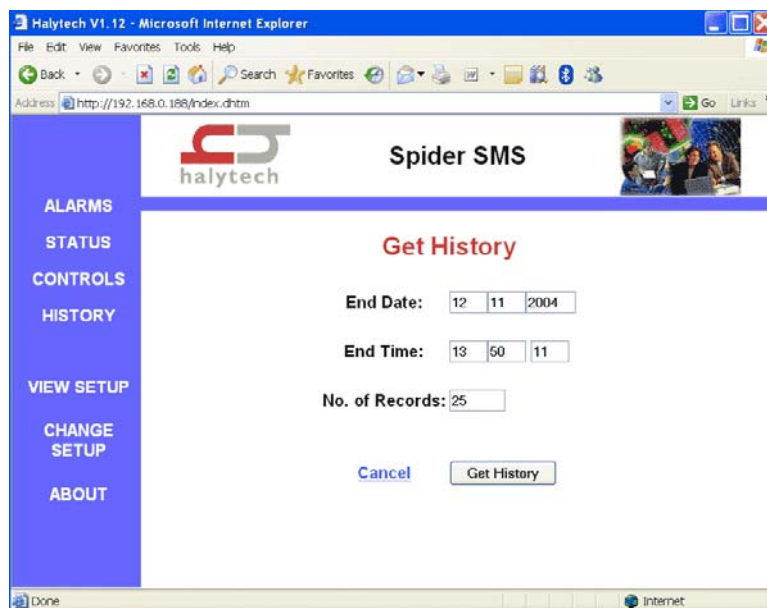 Halytech V1.12 - Microsoft Internet Explorer
File Edit View Favorites Tools Help
Back Search Favorites
Address http://192.168.0.188/index.dhtm Go Links
halytech
Spider SMS
ALARMS
STATUS
CONTROLS
HISTORY
VIEW SETUP
CHANGE
SETUP
ABOUT
Get History
End Date: 12 11 2004
End Time: 13 50 11
No. of Records: 25
Cancel Get History
Done Internet